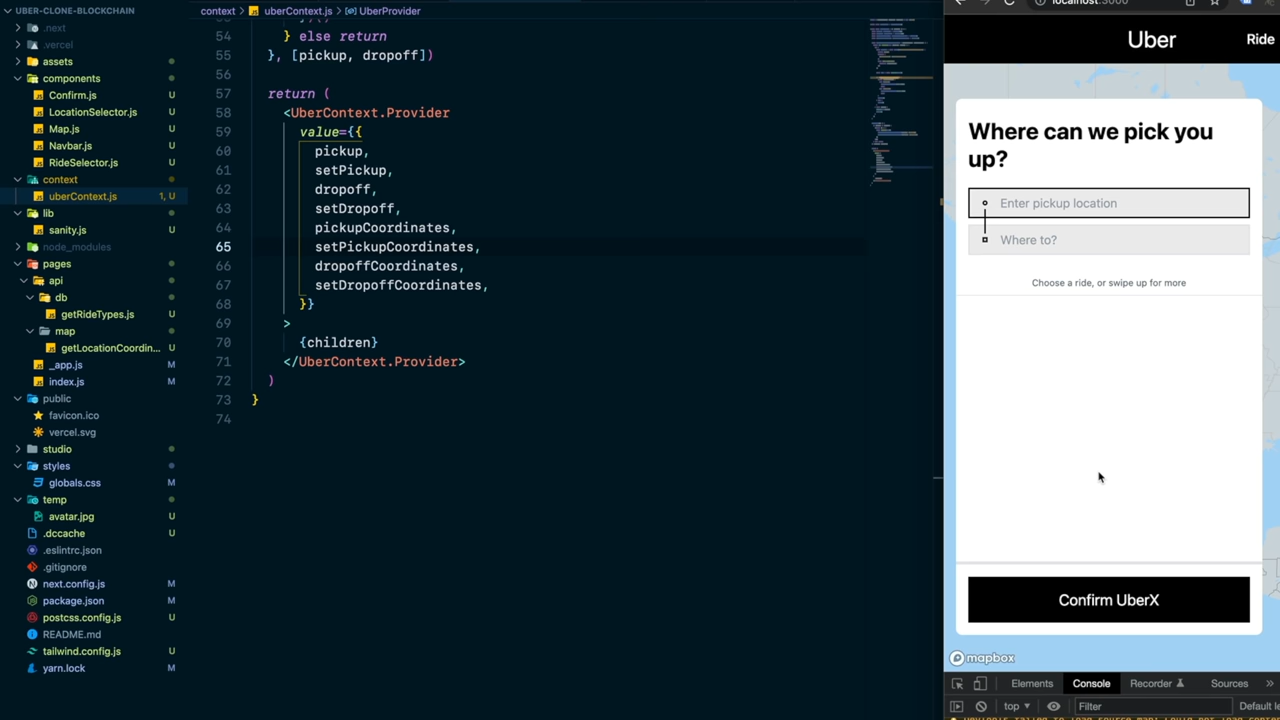 UBER-CLONE-BLOCKCHAIN
.next
.vercel
assets
components
Confirm.js U
LocationSelector.js U
Map.js U
Navbar.js U
RideSelector.js U
context
uberContext.js 1, U
lib
sanity.js U
node_modules
pages
api
db
getRideTypes.js U
map
getLocationCoordin... U
_app.js M
index.js M
public
favicon.ico
vercel.svg
studio
styles
globals.css M
temp
avatar.jpg U
.dccache U
.eslintrc.json
.gitignore
next.config.js M
package.json M
postcss.config.js U
README.md
tailwind.config.js U
yarn.lock M
context > uberContext.js > UberProvider
54 } else return
55 }, [pickup, dropoff])
56
57 return (
58 <UberContext.Provider
59 value={{
60 pickup,
61 setPickup,
62 dropoff,
63 setDropoff,
64 pickupCoordinates,
65 setPickupCoordinates,
66 dropoffCoordinates,
67 setDropoffCoordinates,
68 }}
69 >
70 {children}
71 </UberContext.Provider>
72 )
73 }
74
localhost:3000
Uber Ride
Where can we pick you
up?
Enter pickup location
Where to?
Choose a ride, or swipe up for more
Confirm UberX
mapbox
Elements Console Recorder Sources »
top Filter Default le